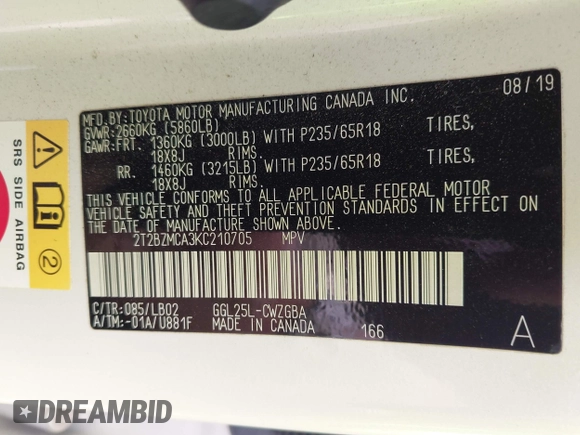 MFD.BY:TOYOTA MOTOR MANUFACTURING CANADA INC. 08/19
GVWR:2660KG (5860LB)
GAWR:FRT. 1360KG (3000LB) WITH P235/65R18 TIRES,
18X8J RIMS.
RR. 1460KG (3215LB) WITH P235/65R18 TIRES,
18X8J RIMS.
THIS VEHICLE CONFORMS TO ALL APPLICABLE FEDERAL MOTOR
VEHICLE SAFETY AND THEFT PREVENTION STANDARDS IN EFFECT ON
THE DATE OF MANUFACTURE SHOWN ABOVE.
2T2BZMCA3KC210705 MPV
C/TR:085/LB02 GGL25L-CWZGBA
A/TM:-01A/U881F MADE IN CANADA 166 A
SRS SIDE AIRBAG
2
DREAMBID